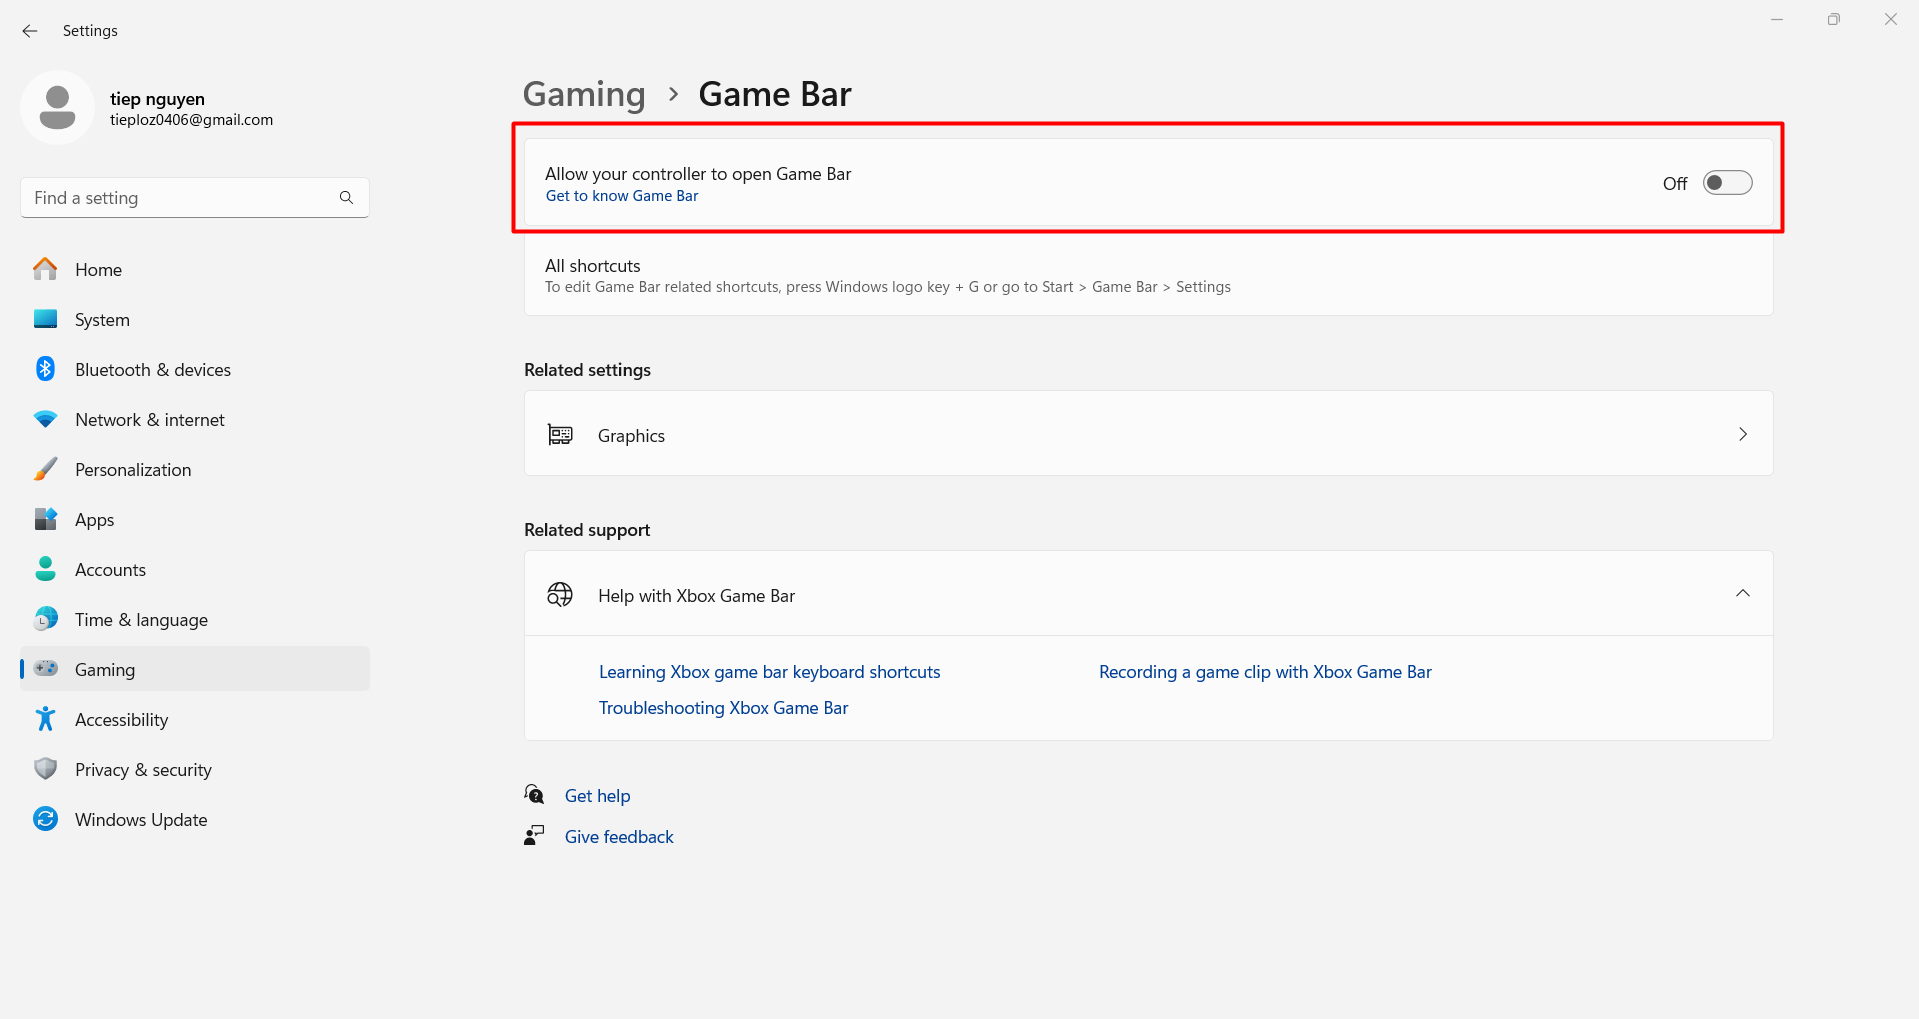 Settings
tiep nguyen
tieploz0406@gmail.com
Find a setting
Home
System
Bluetooth & devices
Network & internet
Personalization
Apps
Accounts
Time & language
Gaming
Accessibility
Privacy & security
Windows Update
Gaming > Game Bar
Allow your controller to open Game Bar
Get to know Game Bar
Off
All shortcuts
To edit Game Bar related shortcuts, press Windows logo key + G or go to Start > Game Bar > Settings
Related settings
Graphics
Related support
Help with Xbox Game Bar
Learning Xbox game bar keyboard shortcuts
Recording a game clip with Xbox Game Bar
Troubleshooting Xbox Game Bar
Get help
Give feedback